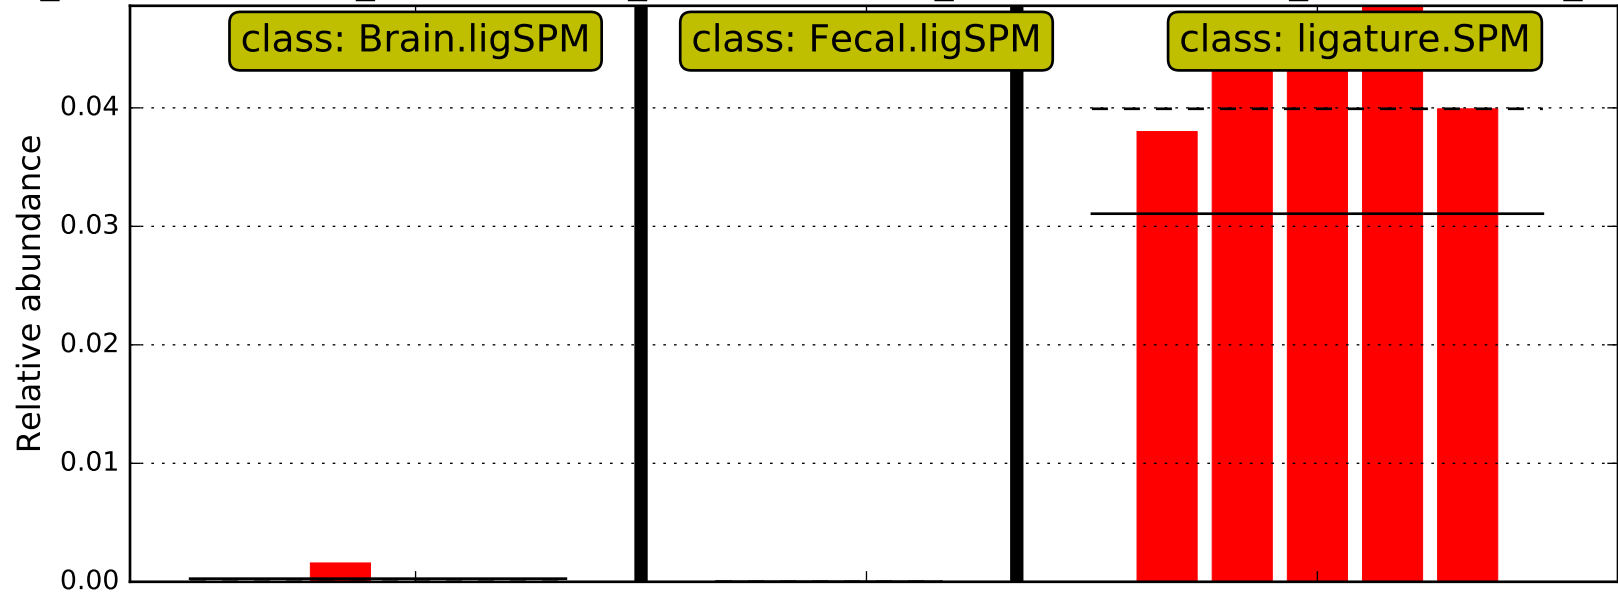 class: Brain.ligSPM
class: Fecal.ligSPM
class: ligature.SPM
Relative abundance
0.04
0.03
0.02
0.01
0.00